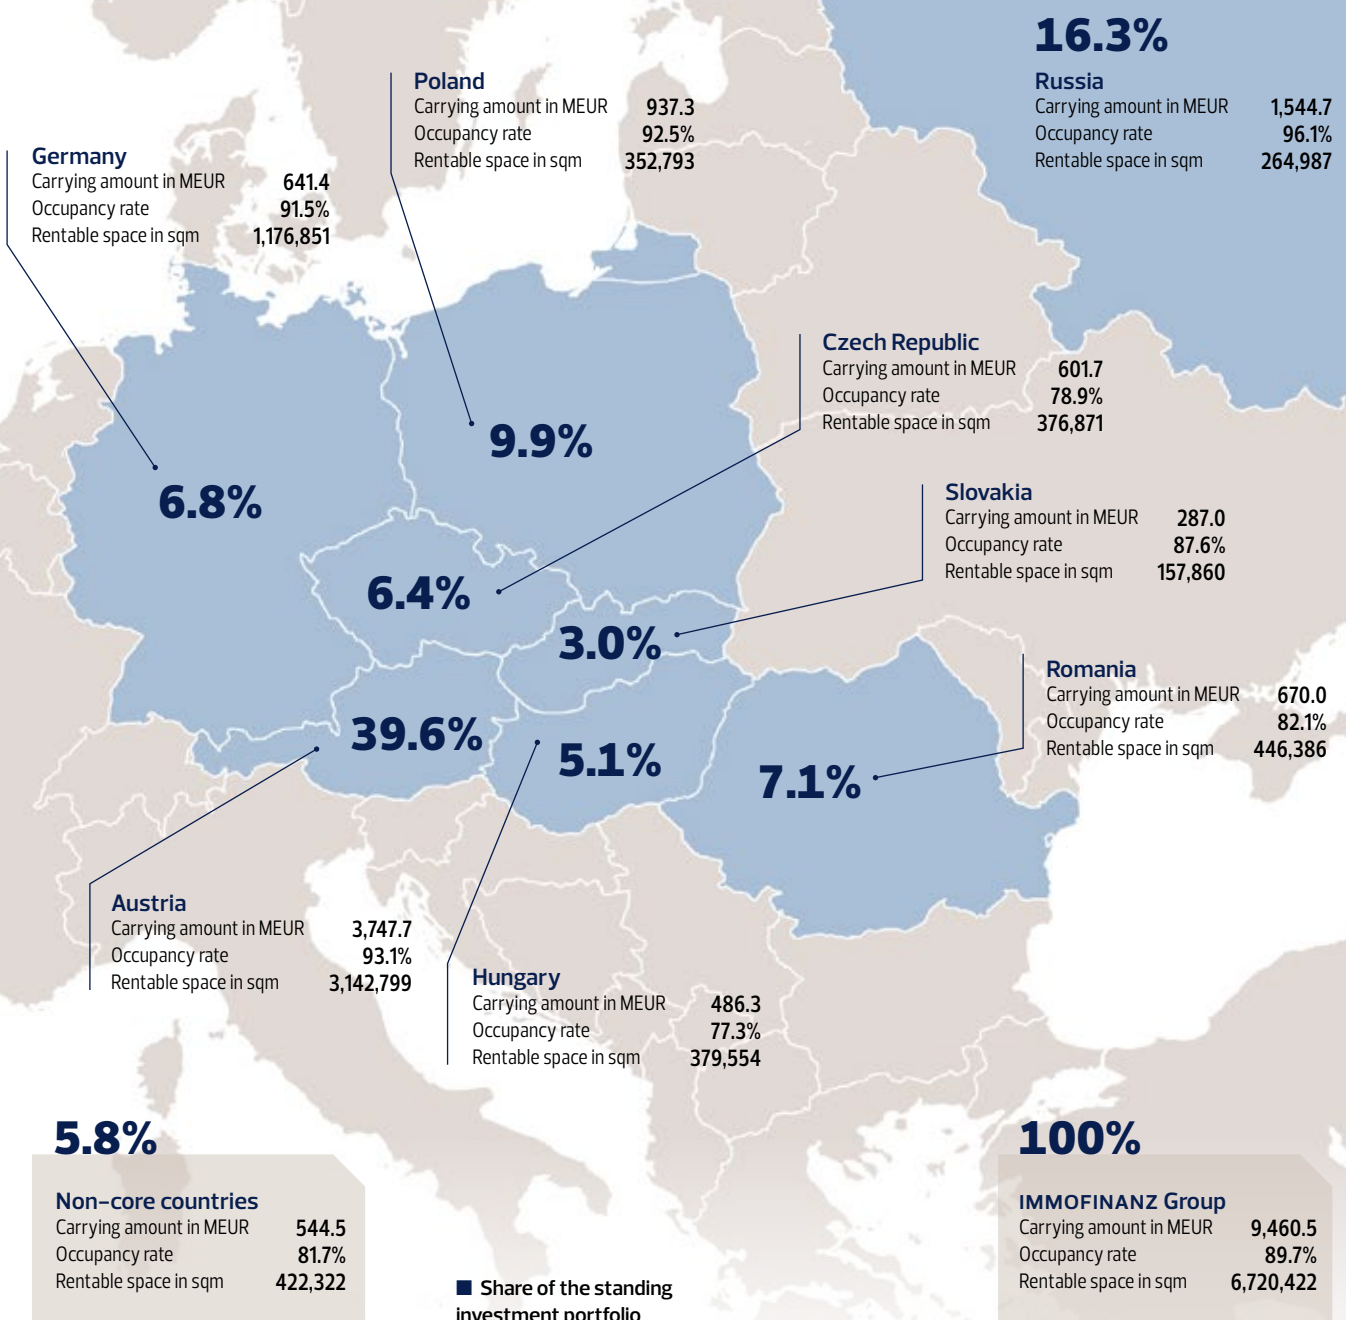 16.3%
Russia
Carrying amount in MEUR 1,544.7
Occupancy rate 96.1%
Rentable space in sqm 264,987
Poland
Carrying amount in MEUR 937.3
Occupancy rate 92.5%
Rentable space in sqm 352,793
Germany
Carrying amount in MEUR 641.4
Occupancy rate 91.5%
Rentable space in sqm 1,176,851
Czech Republic
Carrying amount in MEUR 601.7
Occupancy rate 78.9%
Rentable space in sqm 376,871
9.9%
6.8%
Slovakia
Carrying amount in MEUR 287.0
Occupancy rate 87.6%
Rentable space in sqm 157,860
6.4%
3.0%
Romania
Carrying amount in MEUR 670.0
Occupancy rate 82.1%
Rentable space in sqm 446,386
39.6%
5.1%
7.1%
Austria
Carrying amount in MEUR 3,747.7
Occupancy rate 93.1%
Rentable space in sqm 3,142,799
Hungary
Carrying amount in MEUR 486.3
Occupancy rate 77.3%
Rentable space in sqm 379,554
5.8%
Non-core countries
Carrying amount in MEUR 544.5
Occupancy rate 81.7%
Rentable space in sqm 422,322
100%
IMMOFINANZ Group
Carrying amount in MEUR 9,460.5
Occupancy rate 89.7%
Rentable space in sqm 6,720,422
Share of the standing
investment portfolio